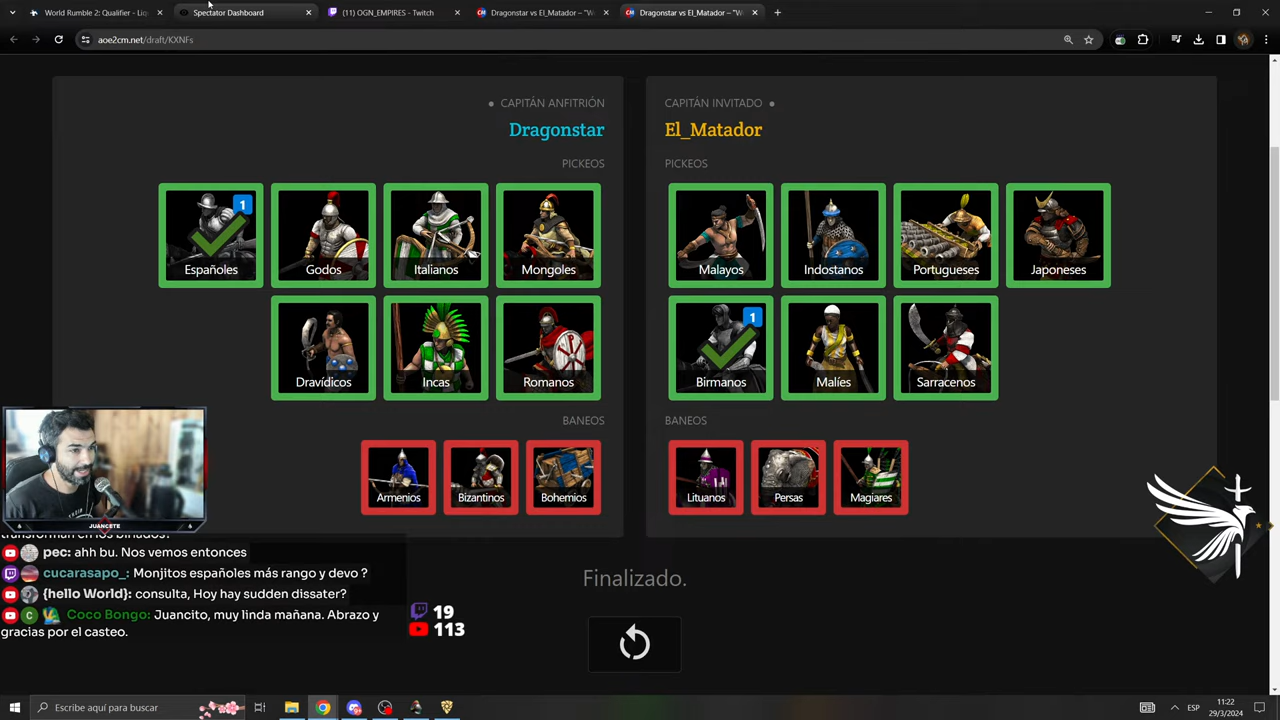 World Rumble 2: Qualifier - Liq
Spectator Dashboard
(11) OGN_EMPIRES - Twitch
Dragonstar vs El_Matador – "W
Dragonstar vs El_Matador – "W
aoe2cm.net/draft/KXNFs
CAPITÁN ANFITRIÓN
Dragonstar
PICKEOS
1
Españoles
Godos
Italianos
Mongoles
Dravídicos
Incas
Romanos
BANEOS
Armenios
Bizantinos
Bohemios
CAPITÁN INVITADO
El_Matador
PICKEOS
Malayos
Indostanos
Portugueses
Japoneses
1
Birmanos
Malíes
Sarracenos
BANEOS
Lituanos
Persas
Magiares
Finalizado.
JUANCETE
pec: ahh bu. Nos vemos entonces
cucarasapo_: Monjitos españoles más rango y devo ?
{hello World}: consulta, Hoy hay sudden dissater?
C Coco Bongo: Juancito, muy linda mañana. Abrazo y
gracias por el casteo.
19
113
Escribe aquí para buscar
ESP
11:22
29/3/2024